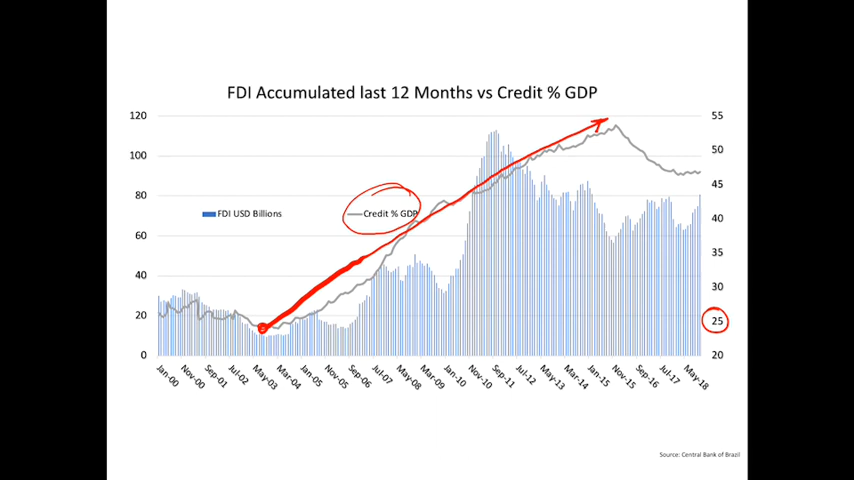 FDI Accumulated last 12 Months vs Credit % GDP
120
100
80
60
40
20
0
FDI USD Billions
Credit % GDP
55
50
45
40
35
30
25
20
Jan-00
Nov-00
Sep-01
Jul-02
May-03
Mar-04
Jan-05
Nov-05
Sep-06
Jul-07
May-08
Mar-09
Jan-10
Nov-10
Sep-11
Jul-12
May-13
Mar-14
Jan-15
Nov-15
Sep-16
Jul-17
May-18
Source: Central Bank of Brazil